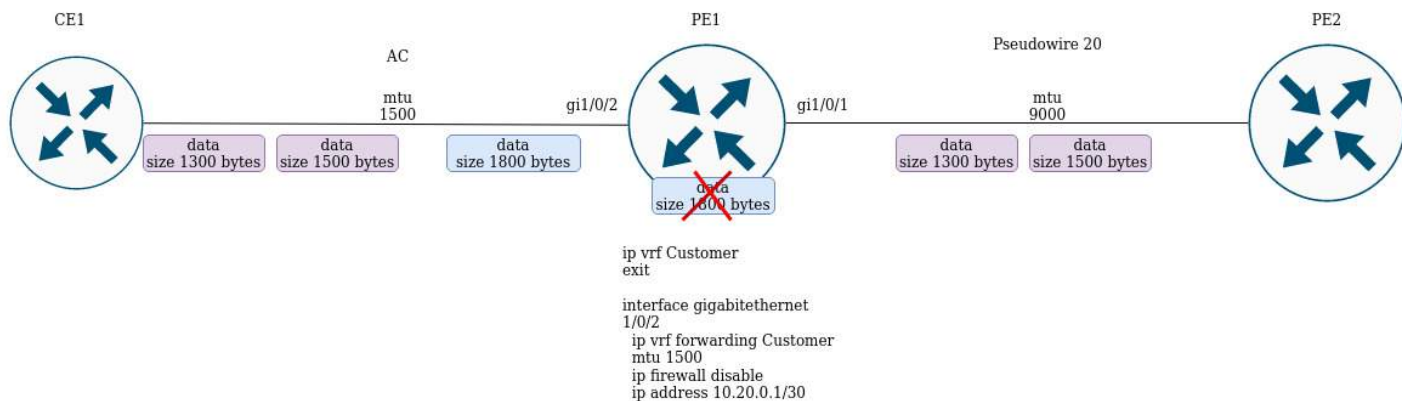 CE1
PE1
PE2
AC
Pseudowire 20
mtu
1500
gi1/0/2
gi1/0/1
mtu
9000
data
size 1300 bytes
data
size 1500 bytes
data
size 1800 bytes
data
size 1300 bytes
data
size 1500 bytes
data
size 1800 bytes
ip vrf Customer
exit
interface gigabitethernet
1/0/2
ip vrf forwarding Customer
mtu 1500
ip firewall disable
ip address 10.20.0.1/30